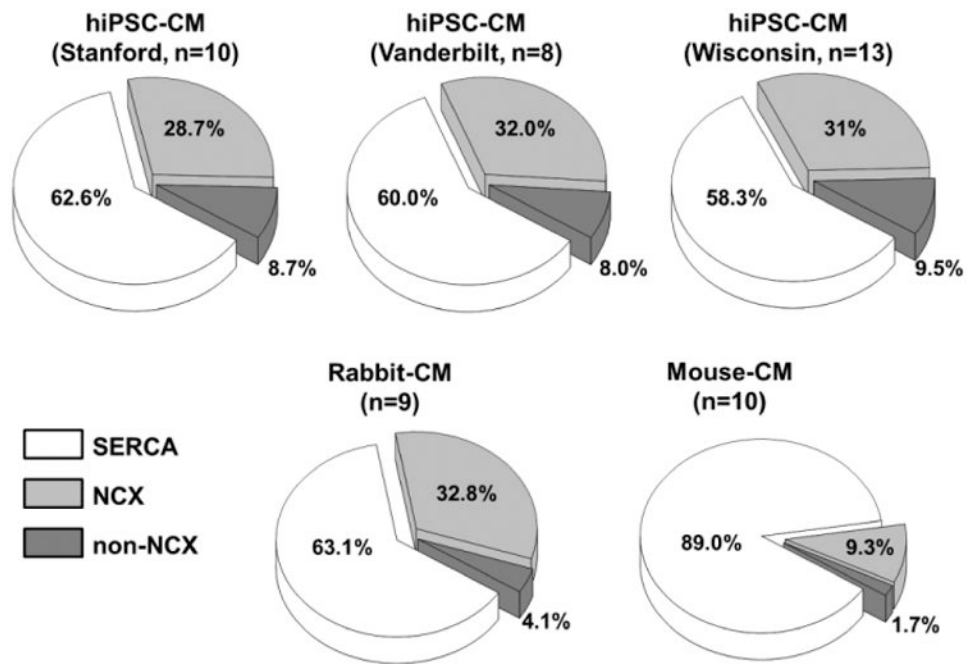 hiPSC-CM
(Stanford, n=10)
28.7%
62.6%
8.7%
hiPSC-CM
(Vanderbilt, n=8)
32.0%
60.0%
8.0%
hiPSC-CM
(Wisconsin, n=13)
31%
58.3%
9.5%
SERCA
NCX
non-NCX
Rabbit-CM
(n=9)
32.8%
63.1%
4.1%
Mouse-CM
(n=10)
89.0%
9.3%
1.7%